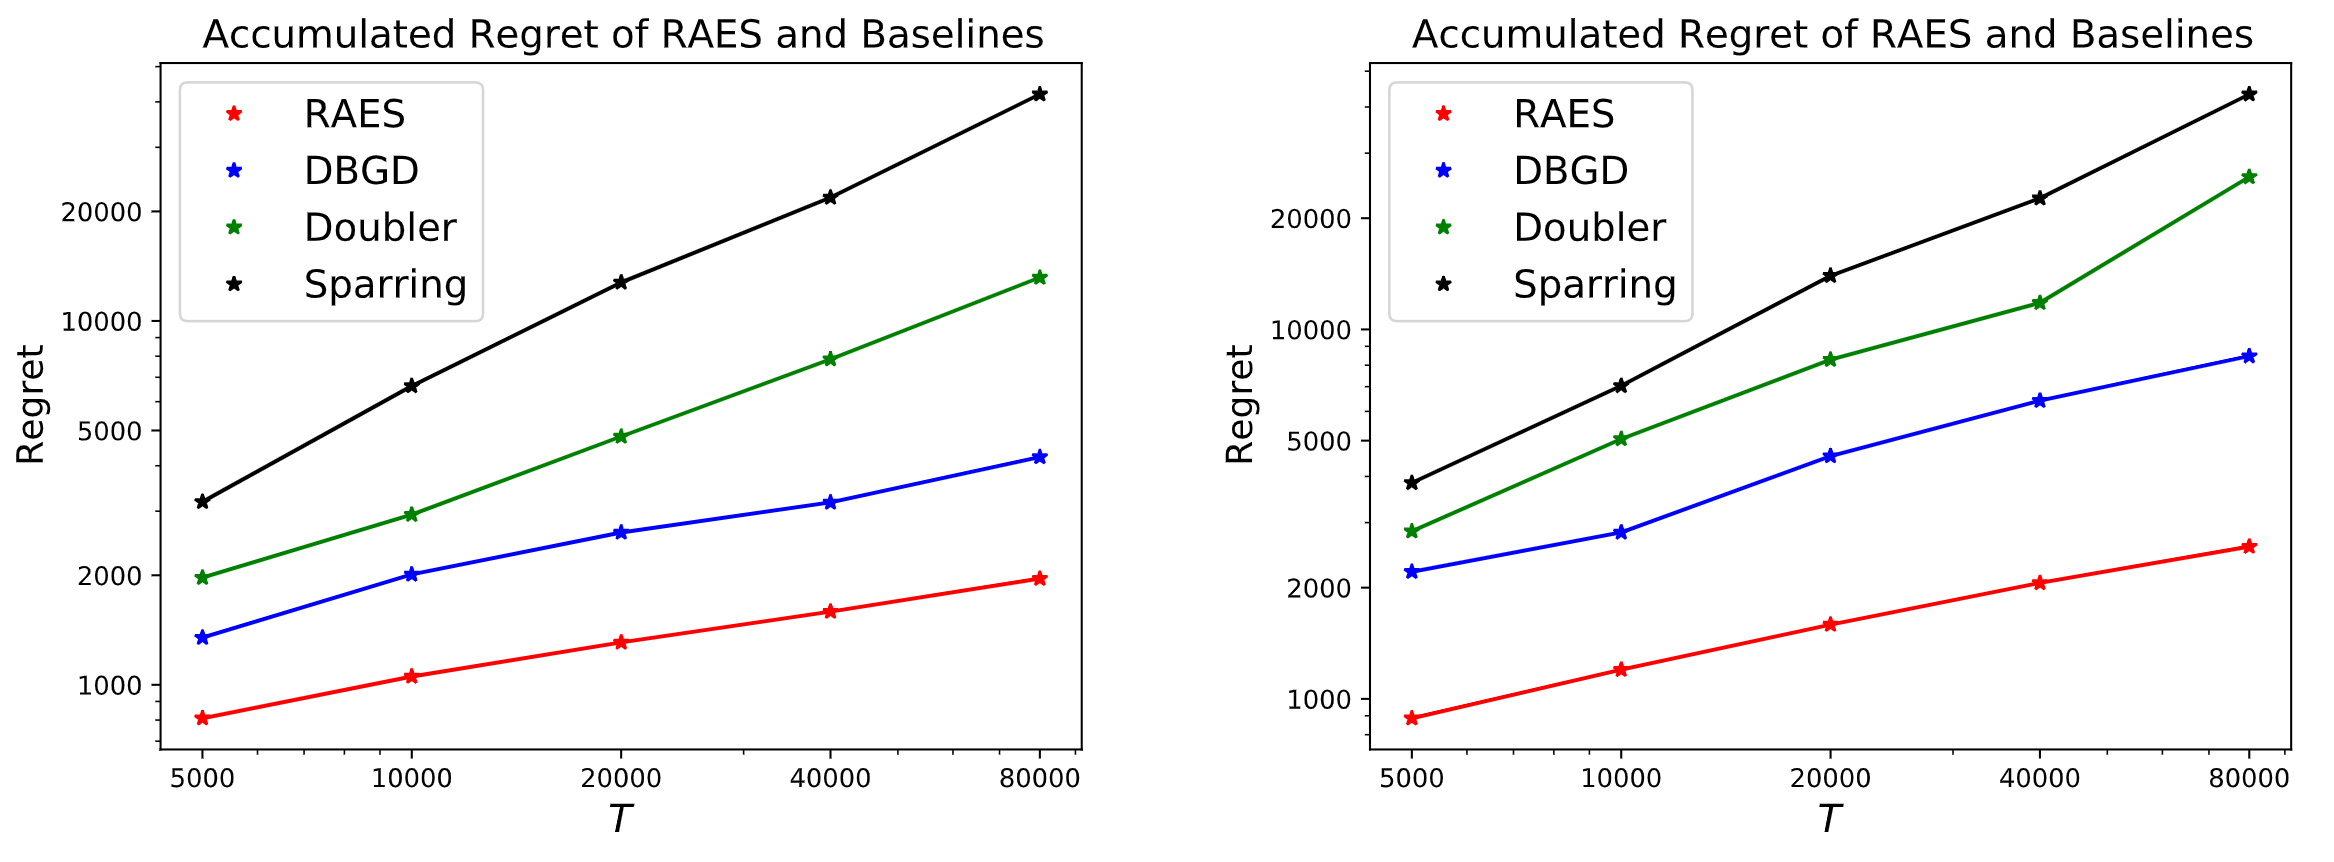 Accumulated Regret of RAES and Baselines
RAES
DBGD
Doubler
Sparring
20000
10000
5000
2000
1000
Regret
5000 10000 20000 40000 80000
T
Accumulated Regret of RAES and Baselines
RAES
DBGD
Doubler
Sparring
20000
10000
5000
2000
1000
Regret
5000 10000 20000 40000 80000
T